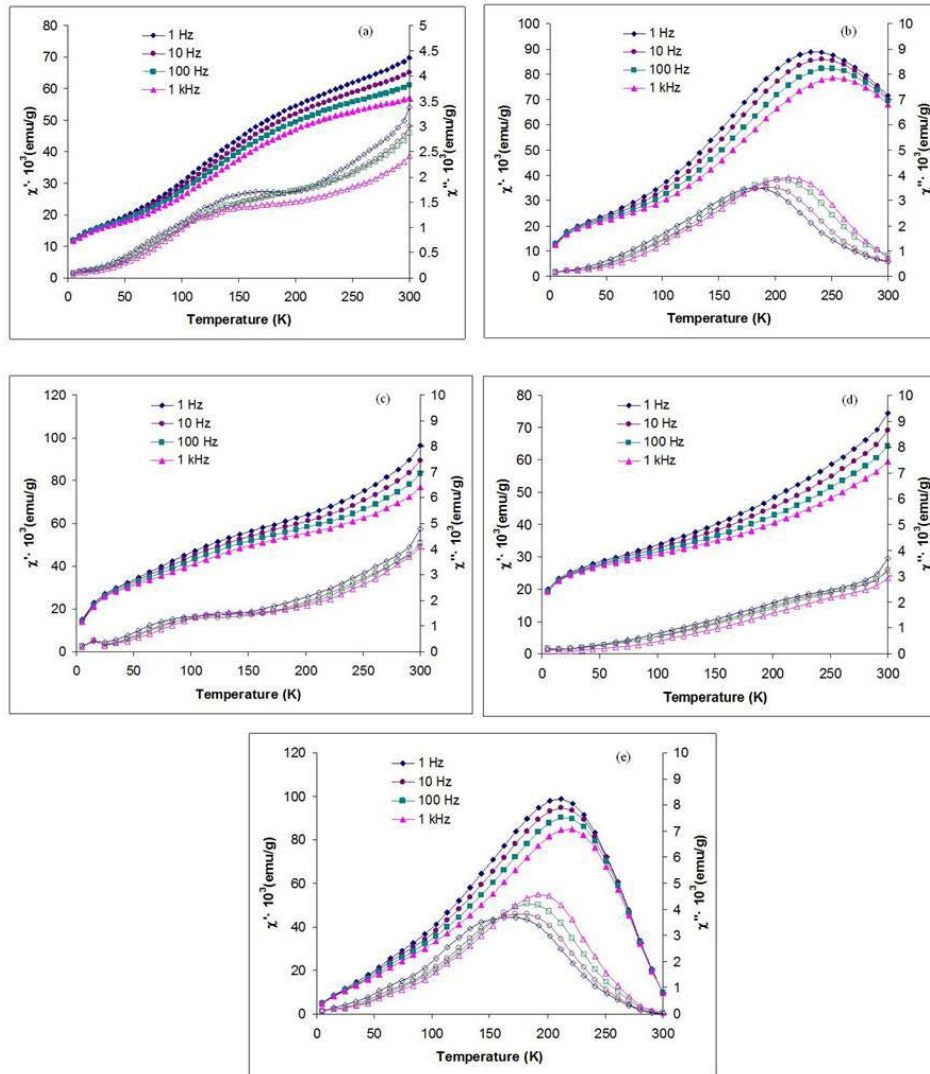 (a)
1 Hz
10 Hz
100 Hz
1 kHz
χ'· 10³(emu/g)
80
70
60
50
40
30
20
10
0
5
4.5
4
3.5
3
2.5
2
1.5
1
0.5
0
χ''· 10³(emu/g)
0 50 100 150 200 250 300
Temperature (K)
(b)
1 Hz
10 Hz
100 Hz
1 kHz
χ'· 10³(emu/g)
100
90
80
70
60
50
40
30
20
10
0
10
9
8
7
6
5
4
3
2
1
0
χ''· 10³(emu/g)
0 50 100 150 200 250 300
Temperature (K)
(c)
1 Hz
10 Hz
100 Hz
1 kHz
χ'· 10³(emu/g)
120
100
80
60
40
20
0
10
9
8
7
6
5
4
3
2
1
0
χ''· 10³(emu/g)
0 50 100 150 200 250 300
Temperature (K)
(d)
1 Hz
10 Hz
100 Hz
1 kHz
χ'· 10³(emu/g)
80
70
60
50
40
30
20
10
0
10
9
8
7
6
5
4
3
2
1
0
χ''· 10³(emu/g)
0 50 100 150 200 250 300
Temperature (K)
(e)
1 Hz
10 Hz
100 Hz
1 kHz
χ'· 10³(emu/g)
120
100
80
60
40
20
0
10
9
8
7
6
5
4
3
2
1
0
χ''· 10³(emu/g)
0 50 100 150 200 250 300
Temperature (K)